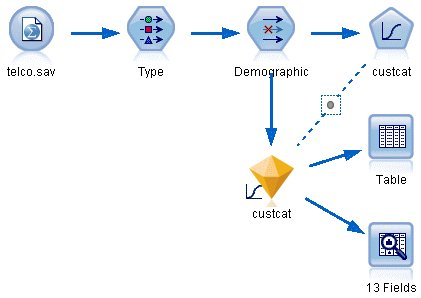 telco.sav
Type
Demographic
custcat
custcat
Table
13 Fields